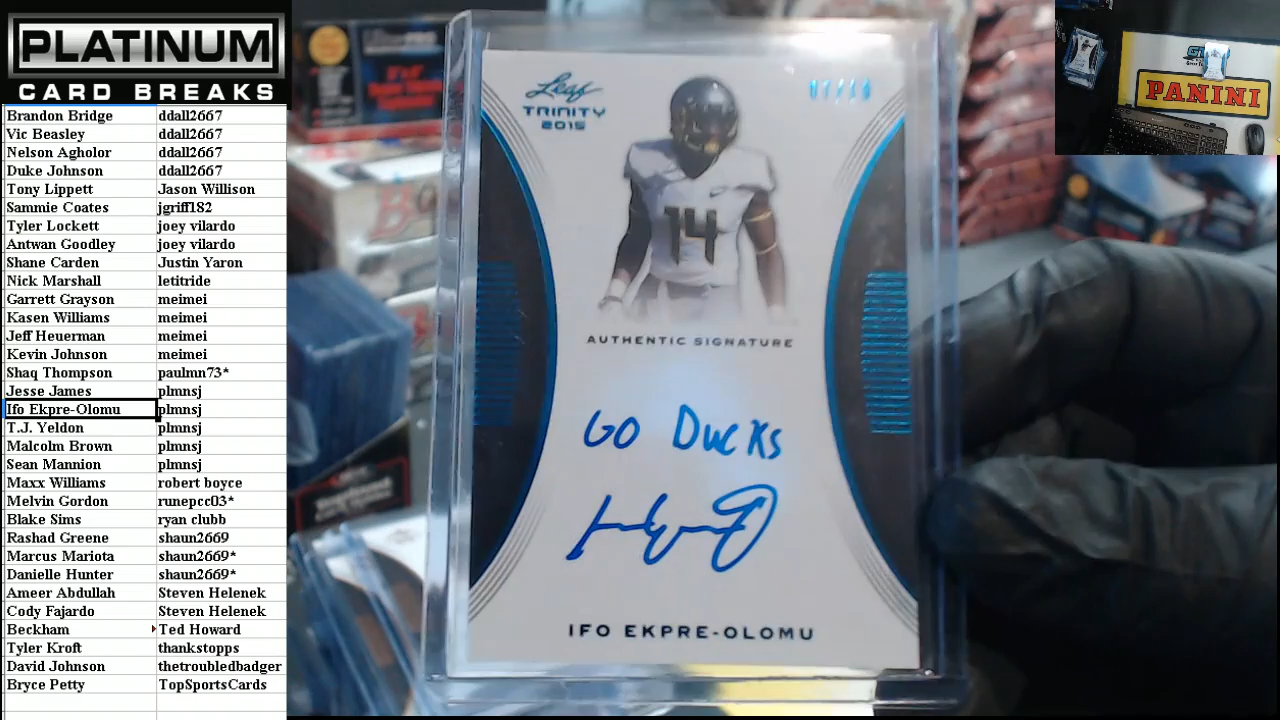 PLATINUM
CARD BREAKS
Brandon Bridge ddall2667
Vic Beasley ddall2667
Nelson Agholor ddall2667
Duke Johnson ddall2667
Tony Lippett Jason Willison
Sammie Coates jgriff182
Tyler Lockett joey vilardo
Antwan Goodley joey vilardo
Shane Carden Justin Yaron
Nick Marshall letitride
Garrett Grayson meimei
Kasen Williams meimei
Jeff Heuerman meimei
Kevin Johnson meimei
Shaq Thompson paulmn73*
Jesse James plmnsj
Ifo Ekpre-Olomu plmnsj
T.J. Yeldon plmnsj
Malcolm Brown plmnsj
Sean Mannion plmnsj
Maxx Williams robert boyce
Melvin Gordon runepcc03*
Blake Sims ryan clubb
Rashad Greene shaun2669
Marcus Mariota shaun2669*
Danielle Hunter shaun2669*
Ameer Abdullah Steven Helenek
Cody Fajardo Steven Helenek
Beckham Ted Howard
Tyler Kroft thankstopps
David Johnson thetroubledbadger
Bryce Petty TopSportsCards
Leaf
TRINITY
2015
14
AUTHENTIC SIGNATURE
GO DUCKS
IFO EKPRE-OLOMU
PANINI